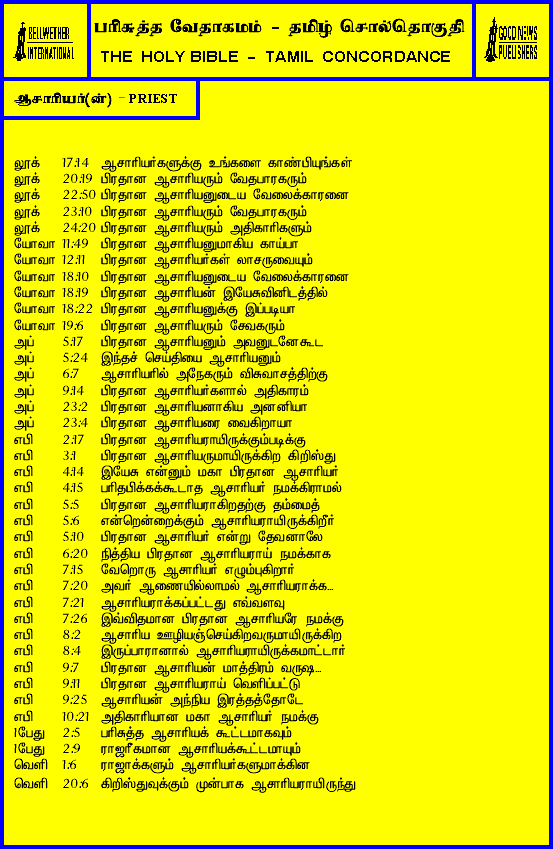 BELLWETHER
INTERNATIONAL
பரிசுத்த வேதாகமம் - தமிழ் சொல்தொகுதி
THE HOLY BIBLE - TAMIL CONCORDANCE
GOOD NEWS
PUBLISHERS
ஆசாரியர்(ன்) - PRIEST
லூக் 17:14 ஆசாரியர்களுக்கு உங்களை காண்பியுங்கள்
லூக் 20:19 பிரதான ஆசாரியரும் வேதபாரகரும்
லூக் 22:50 பிரதான ஆசாரியனுடைய வேலைக்காரனை
லூக் 23:10 பிரதான ஆசாரியரும் வேதபாரகரும்
லூக் 24:20 பிரதான ஆசாரியரும் அதிகாரிகளும்
யோவா 11:49 பிரதான ஆசாரியனுமாகிய காய்பா
யோவா 12:11 பிரதான ஆசாரியர்கள் லாசருவையும்
யோவா 18:10 பிரதான ஆசாரியனுடைய வேலைக்காரனை
யோவா 18:19 பிரதான ஆசாரியன் இயேசுவினிடத்தில்
யோவா 18:22 பிரதான ஆசாரியனுக்கு இப்படியா
யோவா 19:6 பிரதான ஆசாரியரும் சேவகரும்
அப் 5:17 பிரதான ஆசாரியனும் அவனுடனேகூட
அப் 5:24 இந்தச் செய்தியை ஆசாரியனும்
அப் 6:7 ஆசாரியரில் அநேகரும் விசுவாசத்திற்கு
அப் 9:14 பிரதான ஆசாரியர்களால் அதிகாரம்
அப் 23:2 பிரதான ஆசாரியனாகிய அனனியா
அப் 23:4 பிரதான ஆசாரியரை வைகிறாயா
எபி 2:17 பிரதான ஆசாரியராயிருக்கும்படிக்கு
எபி 3:1 பிரதான ஆசாரியருமாயிருக்கிற கிறிஸ்து
எபி 4:14 இயேசு என்னும் மகா பிரதான ஆசாரியர்
எபி 4:15 பரிதபிக்கக்கூடாத ஆசாரியர் நமக்கிராமல்
எபி 5:5 பிரதான ஆசாரியராகிறதற்கு தம்மைத்
எபி 5:6 என்றென்றைக்கும் ஆசாரியராயிருக்கிறீர்
எபி 5:10 பிரதான ஆசாரியர் என்று தேவனாலே
எபி 6:20 நித்திய பிரதான ஆசாரியராய் நமக்காக
எபி 7:15 வேறொரு ஆசாரியர் எழும்புகிறார்
எபி 7:20 அவர் ஆணையில்லாமல் ஆசாரியராக்க...
எபி 7:21 ஆசாரியராக்கப்பட்டது எவ்வளவு
எபி 7:26 இவ்விதமான பிரதான ஆசாரியரே நமக்கு
எபி 8:2 ஆசாரிய ஊழியஞ்செய்கிறவருமாயிருக்கிற
எபி 8:4 இருப்பாரானால் ஆசாரியராயிருக்கமாட்டார்
எபி 9:7 பிரதான ஆசாரியன் மாத்திரம் வருஷ...
எபி 9:11 பிரதான ஆசாரியராய் வெளிப்பட்டு
எபி 9:25 ஆசாரியன் அந்நிய இரத்தத்தோடே
எபி 10:21 அதிகாரியான மகா ஆசாரியர் நமக்கு
1பேது 2:5 பரிசுத்த ஆசாரியக் கூட்டமாகவும்
1பேது 2:9 ராஜரீகமான ஆசாரியக்கூட்டமாயும்
வெளி 1:6 ராஜாக்களும் ஆசாரியர்களுமாக்கின
வெளி 20:6 கிறிஸ்துவுக்கும் முன்பாக ஆசாரியராயிருந்து